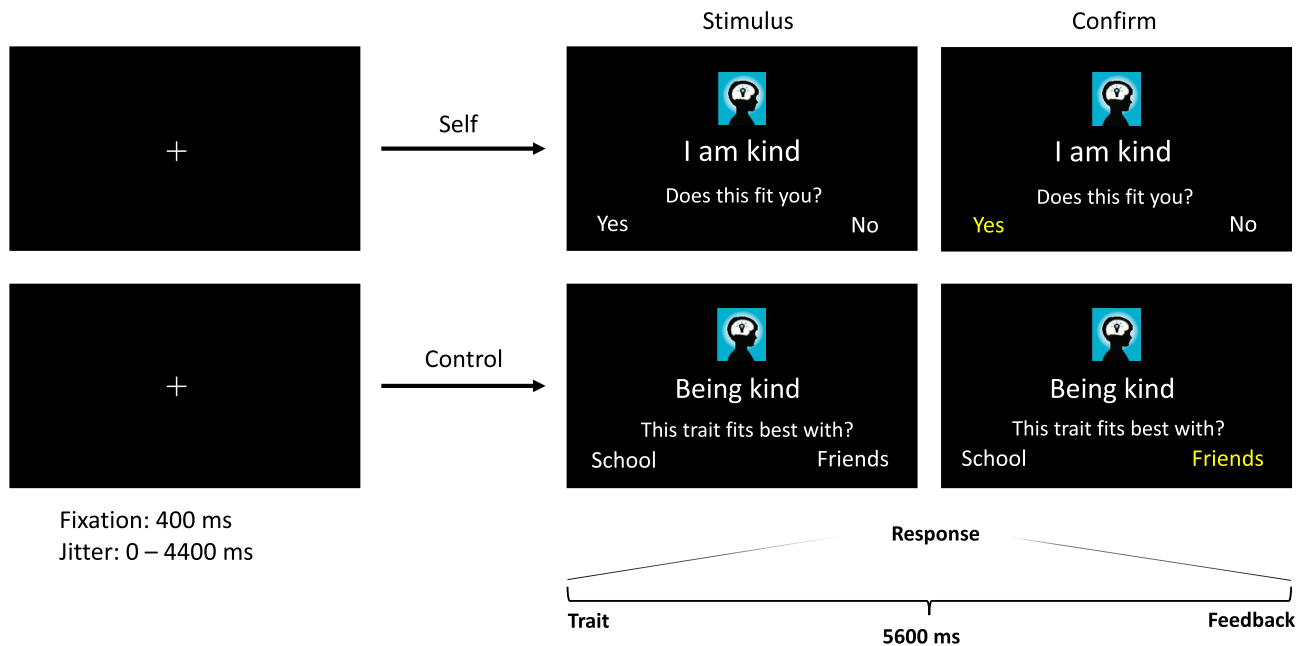 Stimulus
Confirm
Self
I am kind
Does this fit you?
Yes
No
I am kind
Does this fit you?
Yes
No
Control
Being kind
This trait fits best with?
School
Friends
Being kind
This trait fits best with?
School
Friends
Fixation: 400 ms
Jitter: 0 – 4400 ms
Response
Trait
Feedback
5600 ms